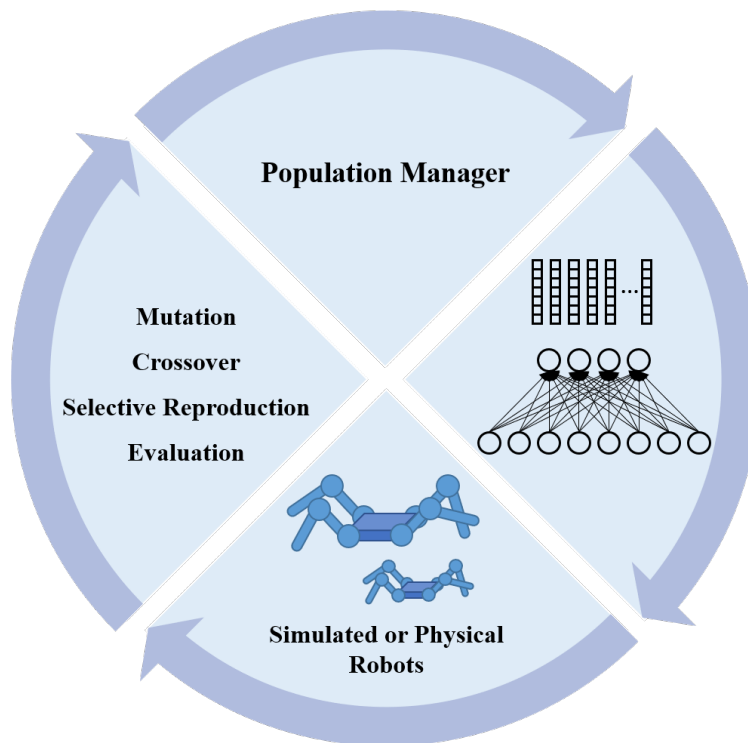 Population Manager
Mutation
Crossover
Selective Reproduction
Evaluation
...
Simulated or Physical
Robots